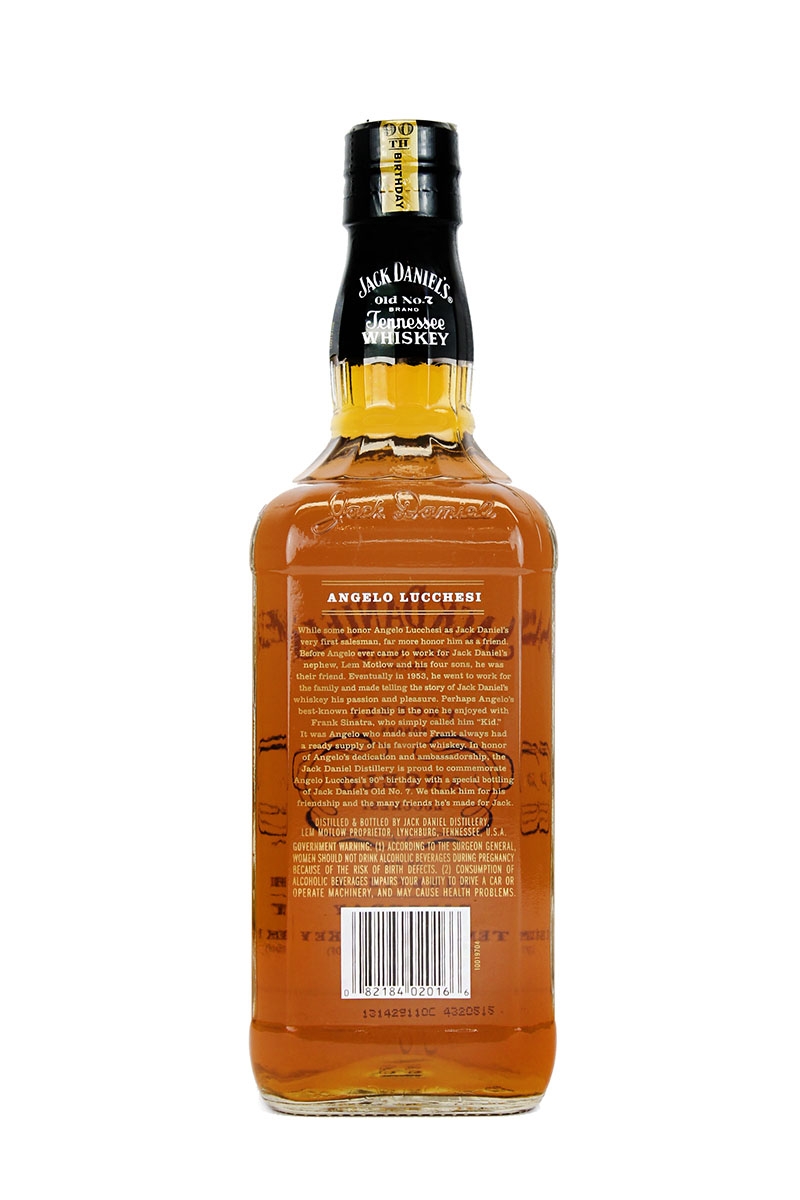 90
TH
BIRTHDAY
JACK DANIEL'S®
Old No.7
BRAND
Tennessee
WHISKEY
Jack Daniel
ANGELO LUCCHESI
While some honor Angelo Lucchesi as Jack Daniel's
very first salesman, far more honor him as a friend.
Before Angelo ever came to work for Jack Daniel's
nephew, Lem Motlow and his four sons, he was
their friend. Eventually in 1953, he went to work for
the family and made telling the story of Jack Daniel's
whiskey his passion and pleasure. Perhaps Angelo's
best-known friendship is the one he enjoyed with
Frank Sinatra, who simply called him "Kid."
It was Angelo who made sure Frank always had
a ready supply of his favorite whiskey. In honor
of Angelo's dedication and ambassadorship, the
Jack Daniel Distillery is proud to commemorate
Angelo Lucchesi's 90th birthday with a special bottling
of Jack Daniel's Old No. 7. We thank him for his
friendship and the many friends he's made for Jack.
DISTILLED & BOTTLED BY JACK DANIEL DISTILLERY,
LEM MOTLOW PROPRIETOR, LYNCHBURG, TENNESSEE, U.S.A.
GOVERNMENT WARNING: (1) ACCORDING TO THE SURGEON GENERAL,
WOMEN SHOULD NOT DRINK ALCOHOLIC BEVERAGES DURING PREGNANCY
BECAUSE OF THE RISK OF BIRTH DEFECTS. (2) CONSUMPTION OF
ALCOHOLIC BEVERAGES IMPAIRS YOUR ABILITY TO DRIVE A CAR OR
OPERATE MACHINERY, AND MAY CAUSE HEALTH PROBLEMS.
10019704
0 82184 02016 6
131429110C 4320515